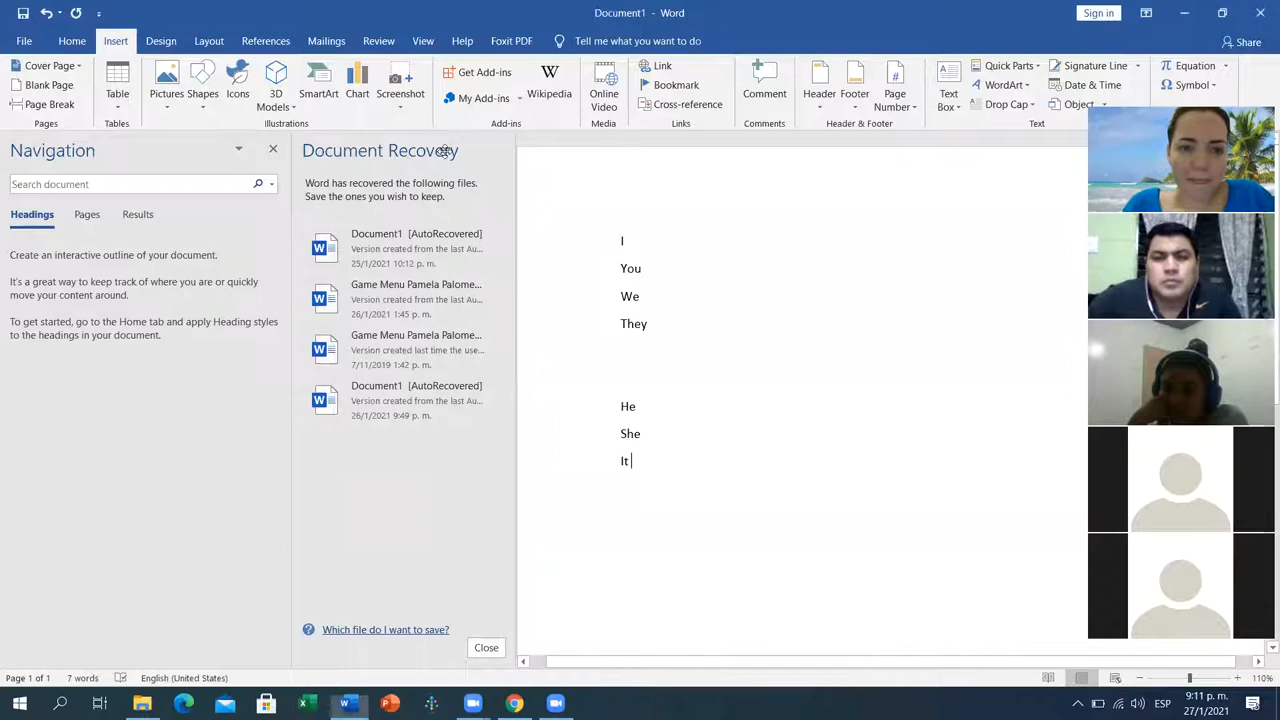 Document1 - Word
Sign in
File Home Insert Design Layout References Mailings Review View Help Foxit PDF Tell me what you want to do Share
Cover Page
Blank Page
Page Break
Pages
Table
Tables
Pictures
Shapes
Icons
3D Models
SmartArt
Chart
Screenshot
Illustrations
Get Add-ins
My Add-ins
W
Wikipedia
Add-ins
Online Video
Media
Link
Bookmark
Cross-reference
Links
Comment
Comments
Header
Footer
Page Number
Header & Footer
Text Box
Quick Parts
WordArt
Drop Cap
Signature Line
Date & Time
Object
Text
Equation
Symbol
Navigation
Search document
Headings Pages Results
Create an interactive outline of your document.
It's a great way to keep track of where you are or quickly
move your content around.
To get started, go to the Home tab and apply Heading styles
to the headings in your document.
Document Recovery
Word has recovered the following files.
Save the ones you wish to keep.
Document1 [AutoRecovered]
Version created from the last Au...
25/1/2021 10:12 p. m.
Game Menu Pamela Palome...
Version created from the last Au...
26/1/2021 1:45 p. m.
Game Menu Pamela Palome...
Version created last time the use...
7/11/2019 1:42 p. m.
Document1 [AutoRecovered]
Version created from the last Au...
26/1/2021 9:49 p. m.
Which file do I want to save?
Close
I
You
We
They
He
She
It
Page 1 of 1 7 words English (United States) 110%
ESP
9:11 p. m.
27/1/2021